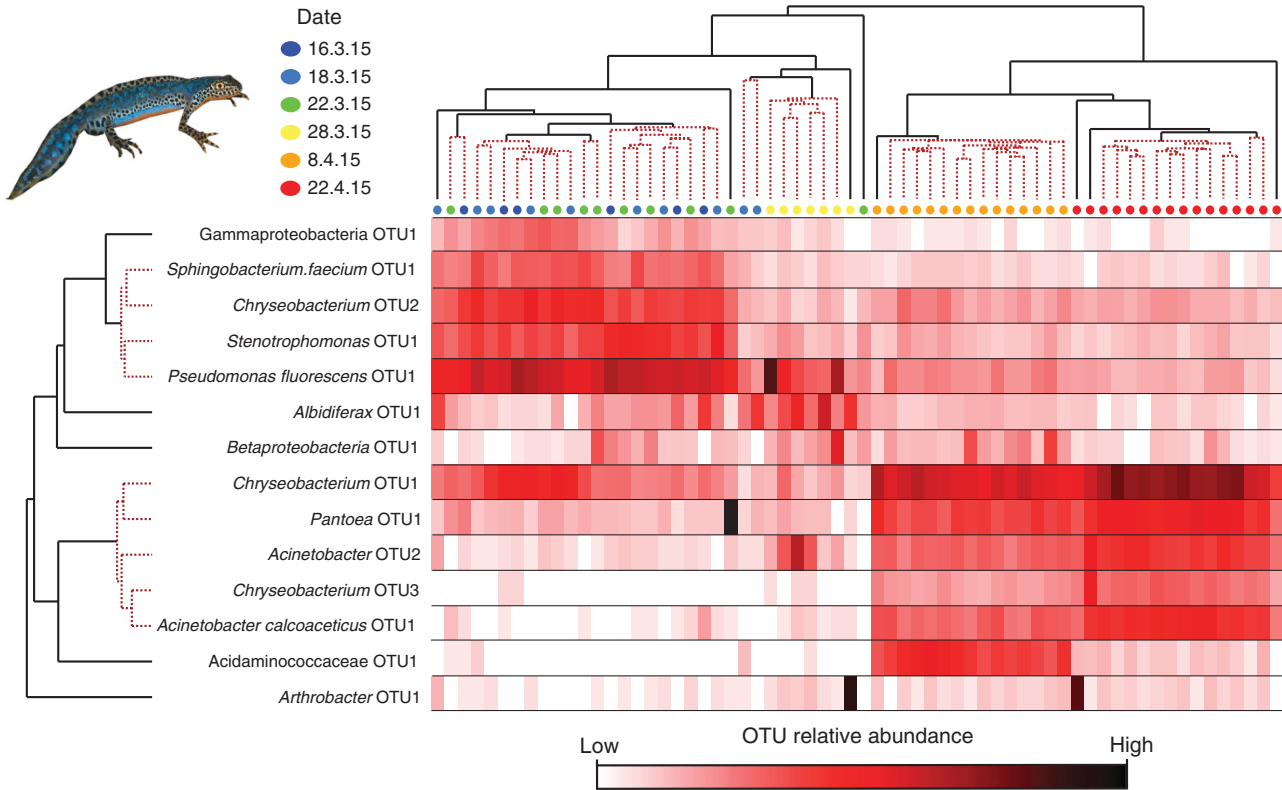 Date
16.3.15
18.3.15
22.3.15
28.3.15
8.4.15
22.4.15
Gammaproteobacteria OTU1
Sphingobacterium.faecium OTU1
Chryseobacterium OTU2
Stenotrophomonas OTU1
Pseudomonas fluorescens OTU1
Albidiferax OTU1
Betaproteobacteria OTU1
Chryseobacterium OTU1
Pantoea OTU1
Acinetobacter OTU2
Chryseobacterium OTU3
Acinetobacter calcoaceticus OTU1
Acidaminococcaceae OTU1
Arthrobacter OTU1
Low OTU relative abundance High